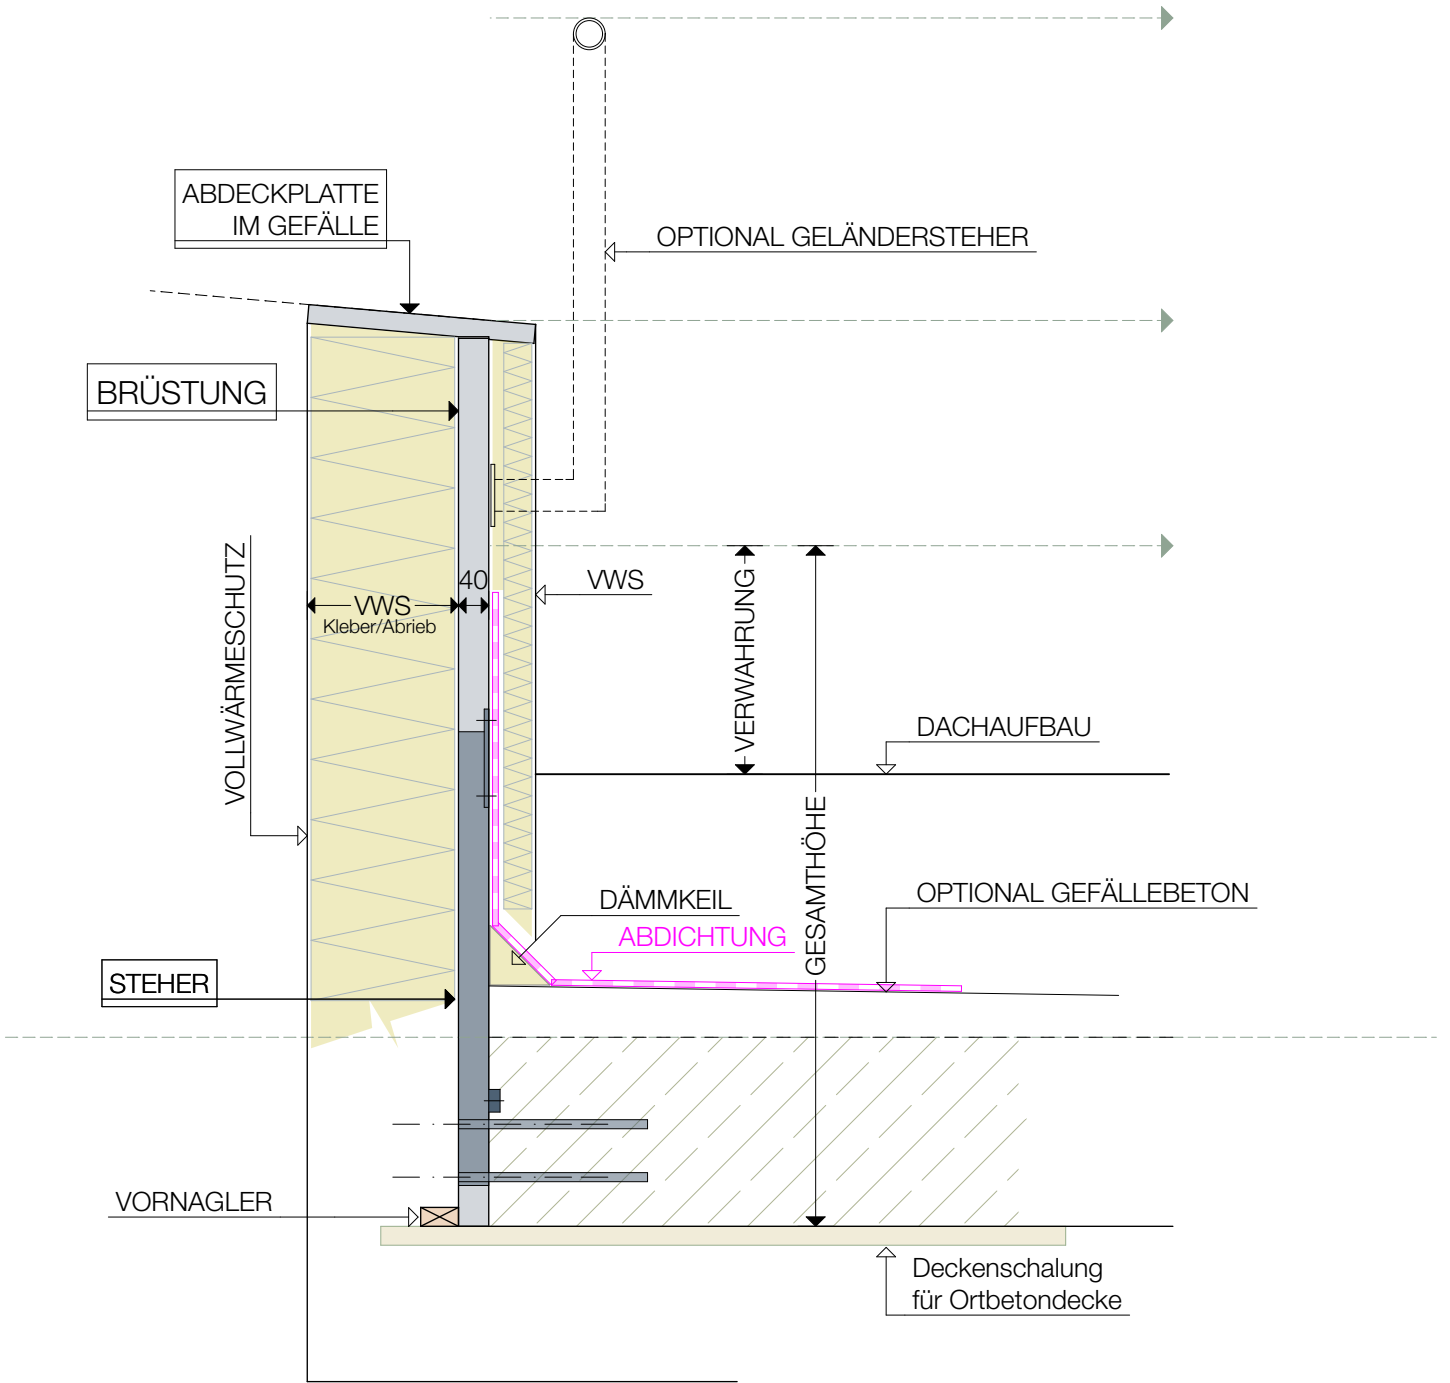 ABDECKPLATTE
IM GEFÄLLE
OPTIONAL GELÄNDERSTEHER
BRÜSTUNG
VOLLWÄRMESCHUTZ
40
VWS
Kleber/Abrieb
VWS
VERWAHRUNG
DACHAUFBAU
GESAMTHÖHE
DÄMMKEIL
OPTIONAL GEFÄLLEBETON
ABDICHTUNG
STEHER
VORNAGLER
Deckenschalung
für Ortbetondecke